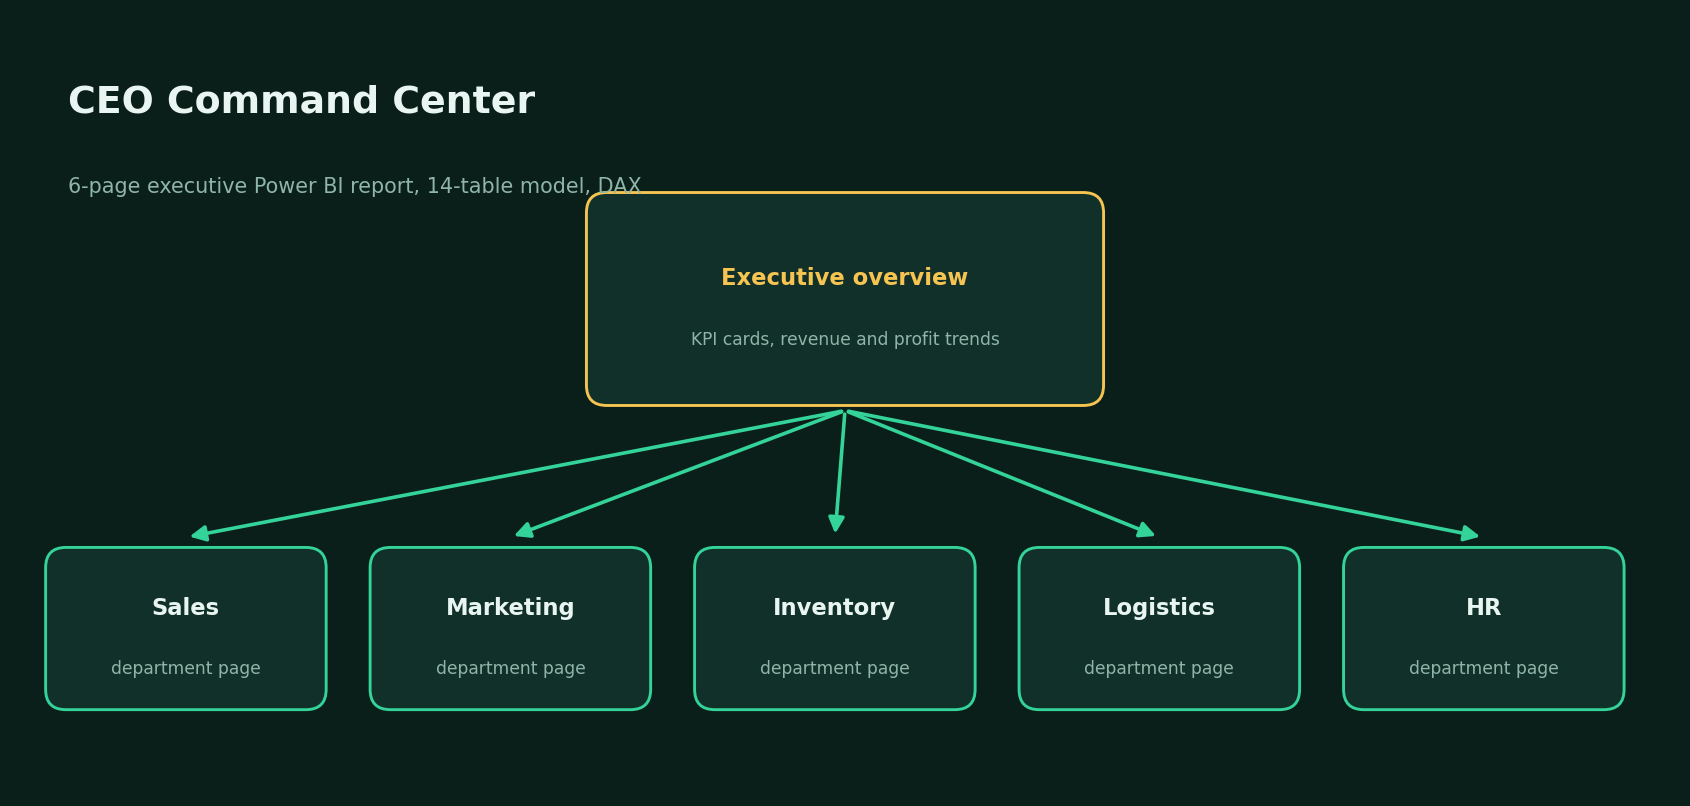 CEO Command Center
6-page executive Power BI report, 14-table model, DAX
Executive overview
KPI cards, revenue and profit trends
Sales
department page
Marketing
department page
Inventory
department page
Logistics
department page
HR
department page